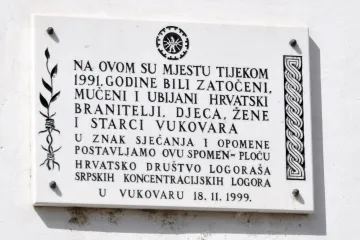 NA OVOM SU MJESTU TIJEKOM
1991. GODINE BILI ZATOČENI,
MUČENI I UBIJANI HRVATSKI
BRANITELJI, DJECA, ŽENE
I STARCI VUKOVARA
U ZNAK SJEĆANJA I OPOMENE
POSTAVLJAMO OVU SPOMEN-PLOČU
HRVATSKO DRUŠTVO LOGORAŠA
SRPSKIH KONCENTRACIJSKIH LOGORA
U VUKOVARU 18. 11. 1999.